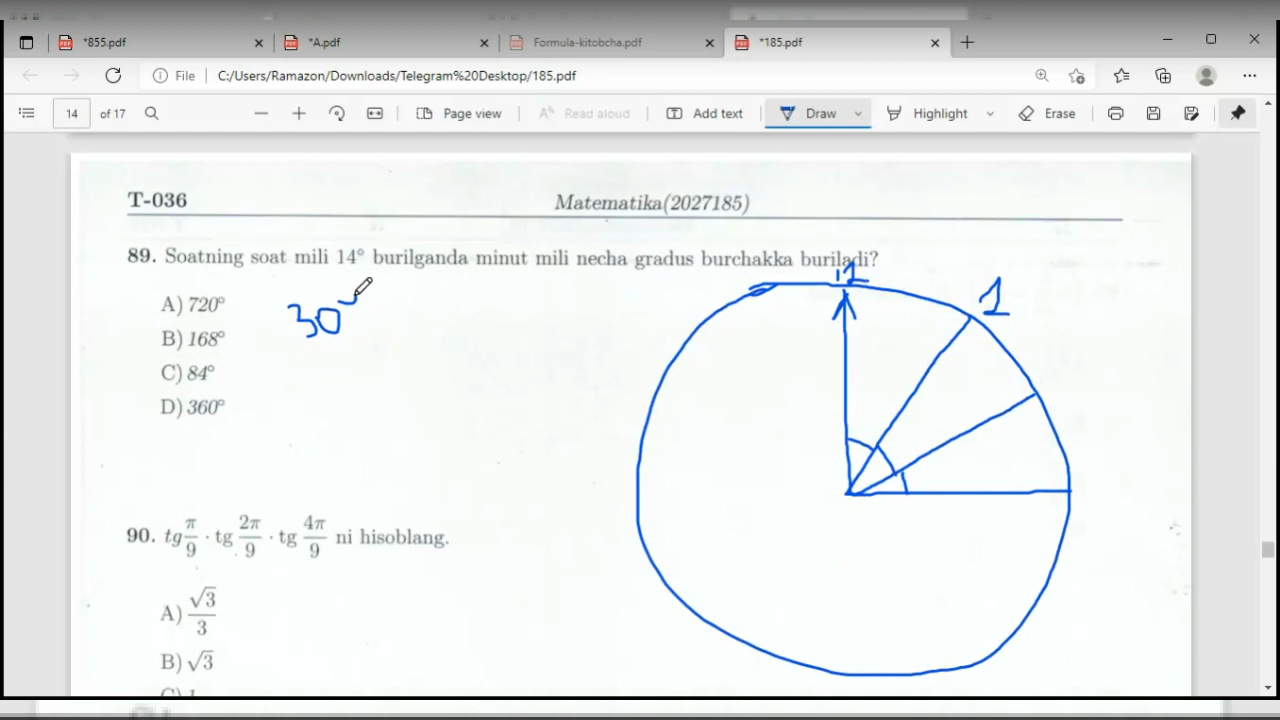 *855.pdf
*A.pdf
Formula-kitobcha.pdf
*185.pdf
File C:/Users/Ramazon/Downloads/Telegram%20Desktop/185.pdf
14 of 17
Page view
Read aloud
Add text
Draw
Highlight
Erase
T-036
Matematika(2027185)
89. Soatning soat mili 14° burilganda minut mili necha gradus burchakka buriladi?
A) 720°
B) 168°
C) 84°
D) 360°
30
12
1
90. tg π/9 · tg 2π/9 · tg 4π/9 ni hisoblang.
A) √3/3
B) √3